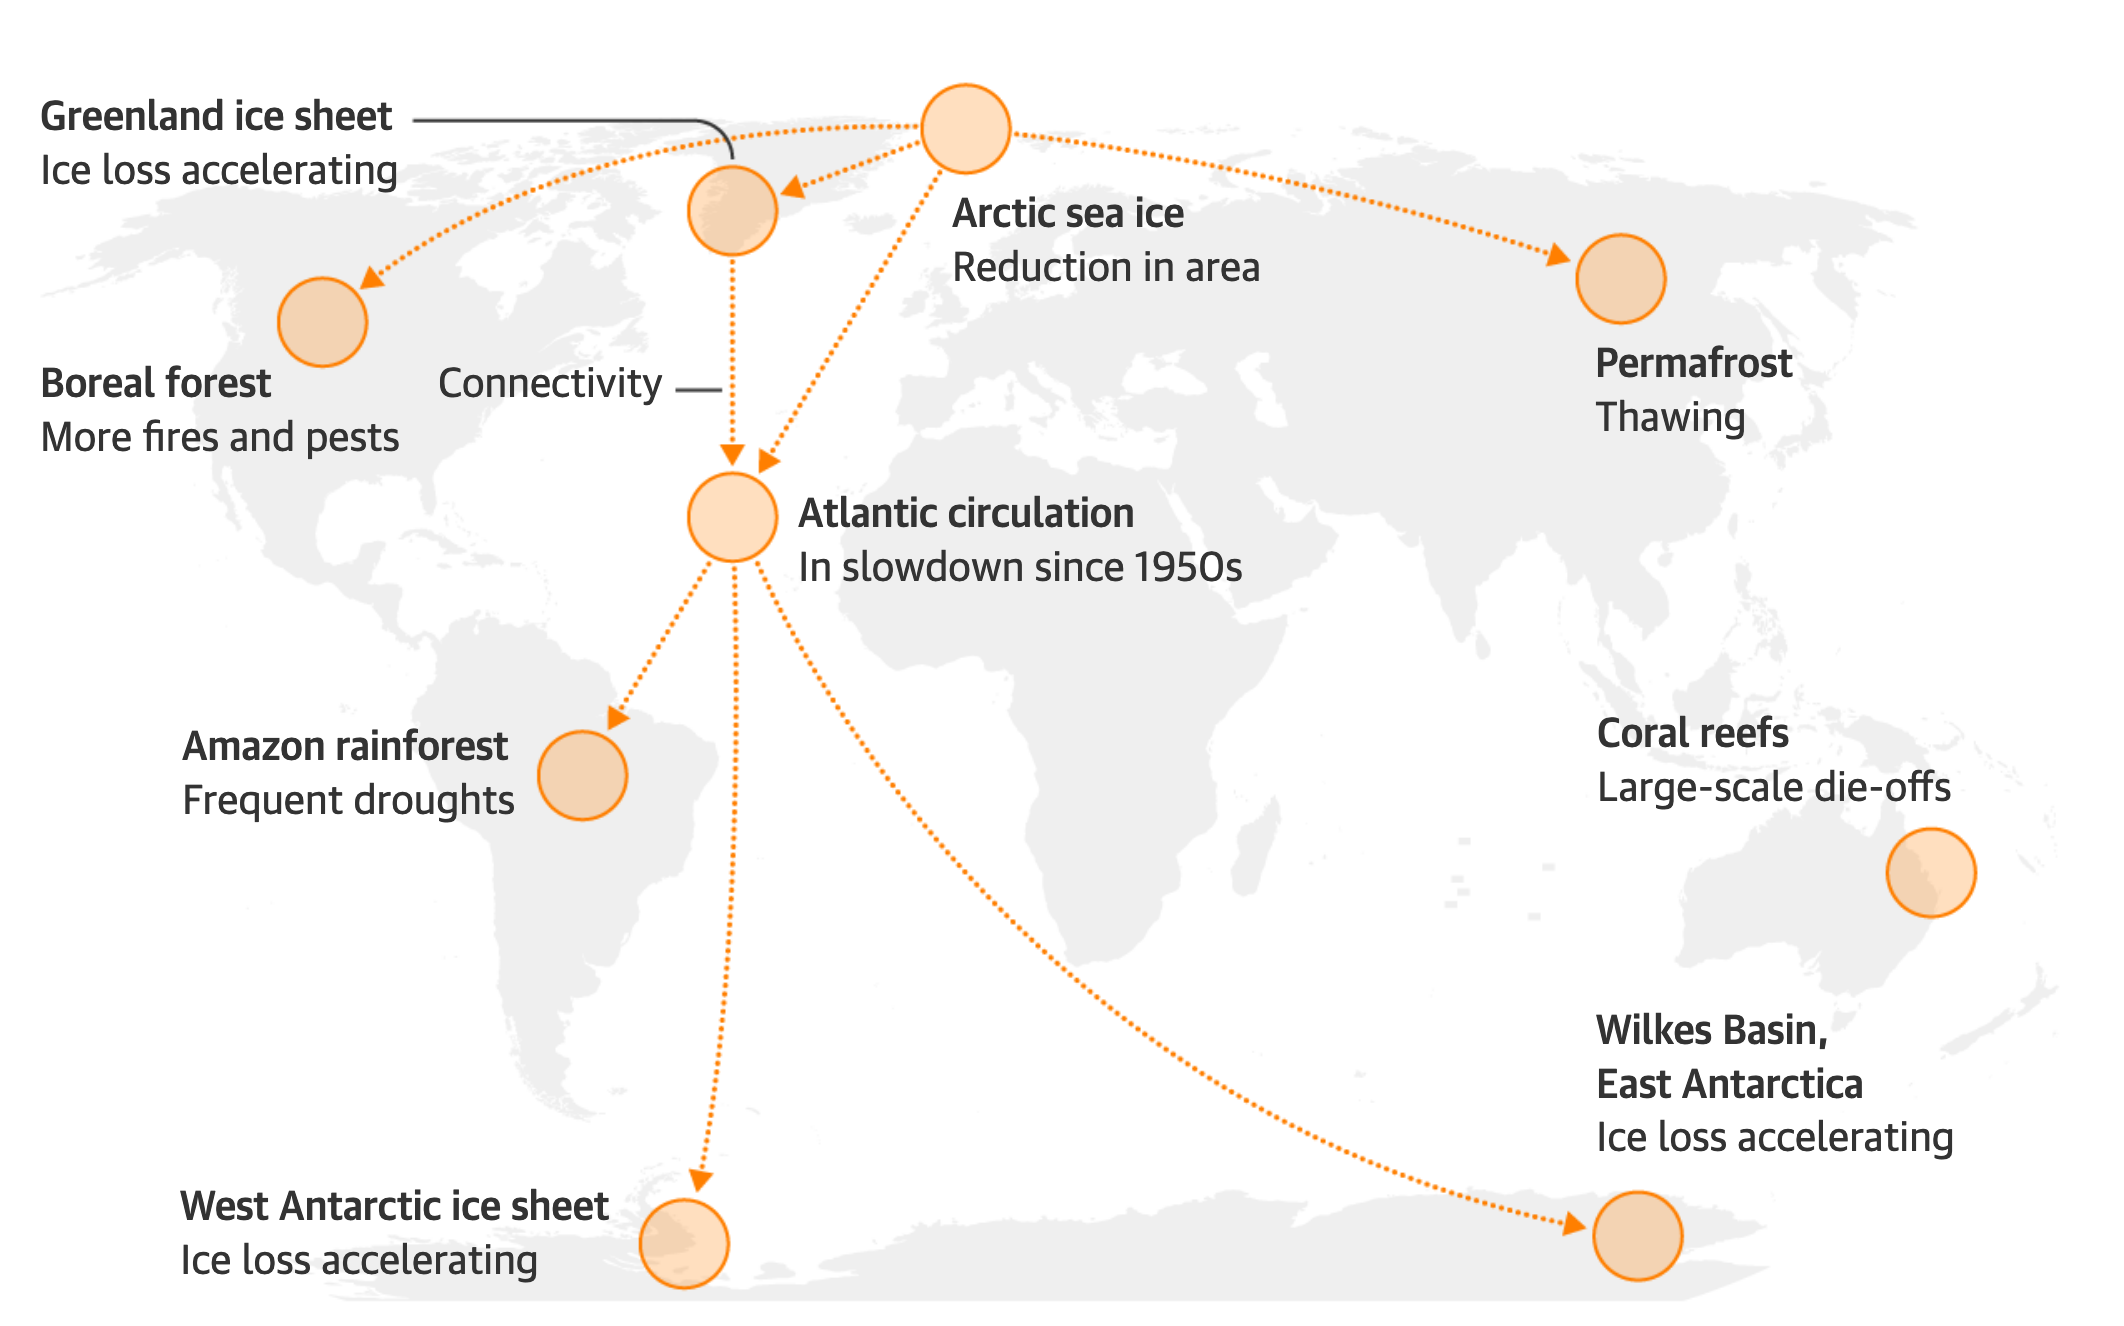 Greenland ice sheet
Ice loss accelerating
Arctic sea ice
Reduction in area
Boreal forest
More fires and pests
Connectivity
Permafrost
Thawing
Atlantic circulation
In slowdown since 1950s
Amazon rainforest
Frequent droughts
Coral reefs
Large-scale die-offs
Wilkes Basin,
East Antarctica
Ice loss accelerating
West Antarctic ice sheet
Ice loss accelerating